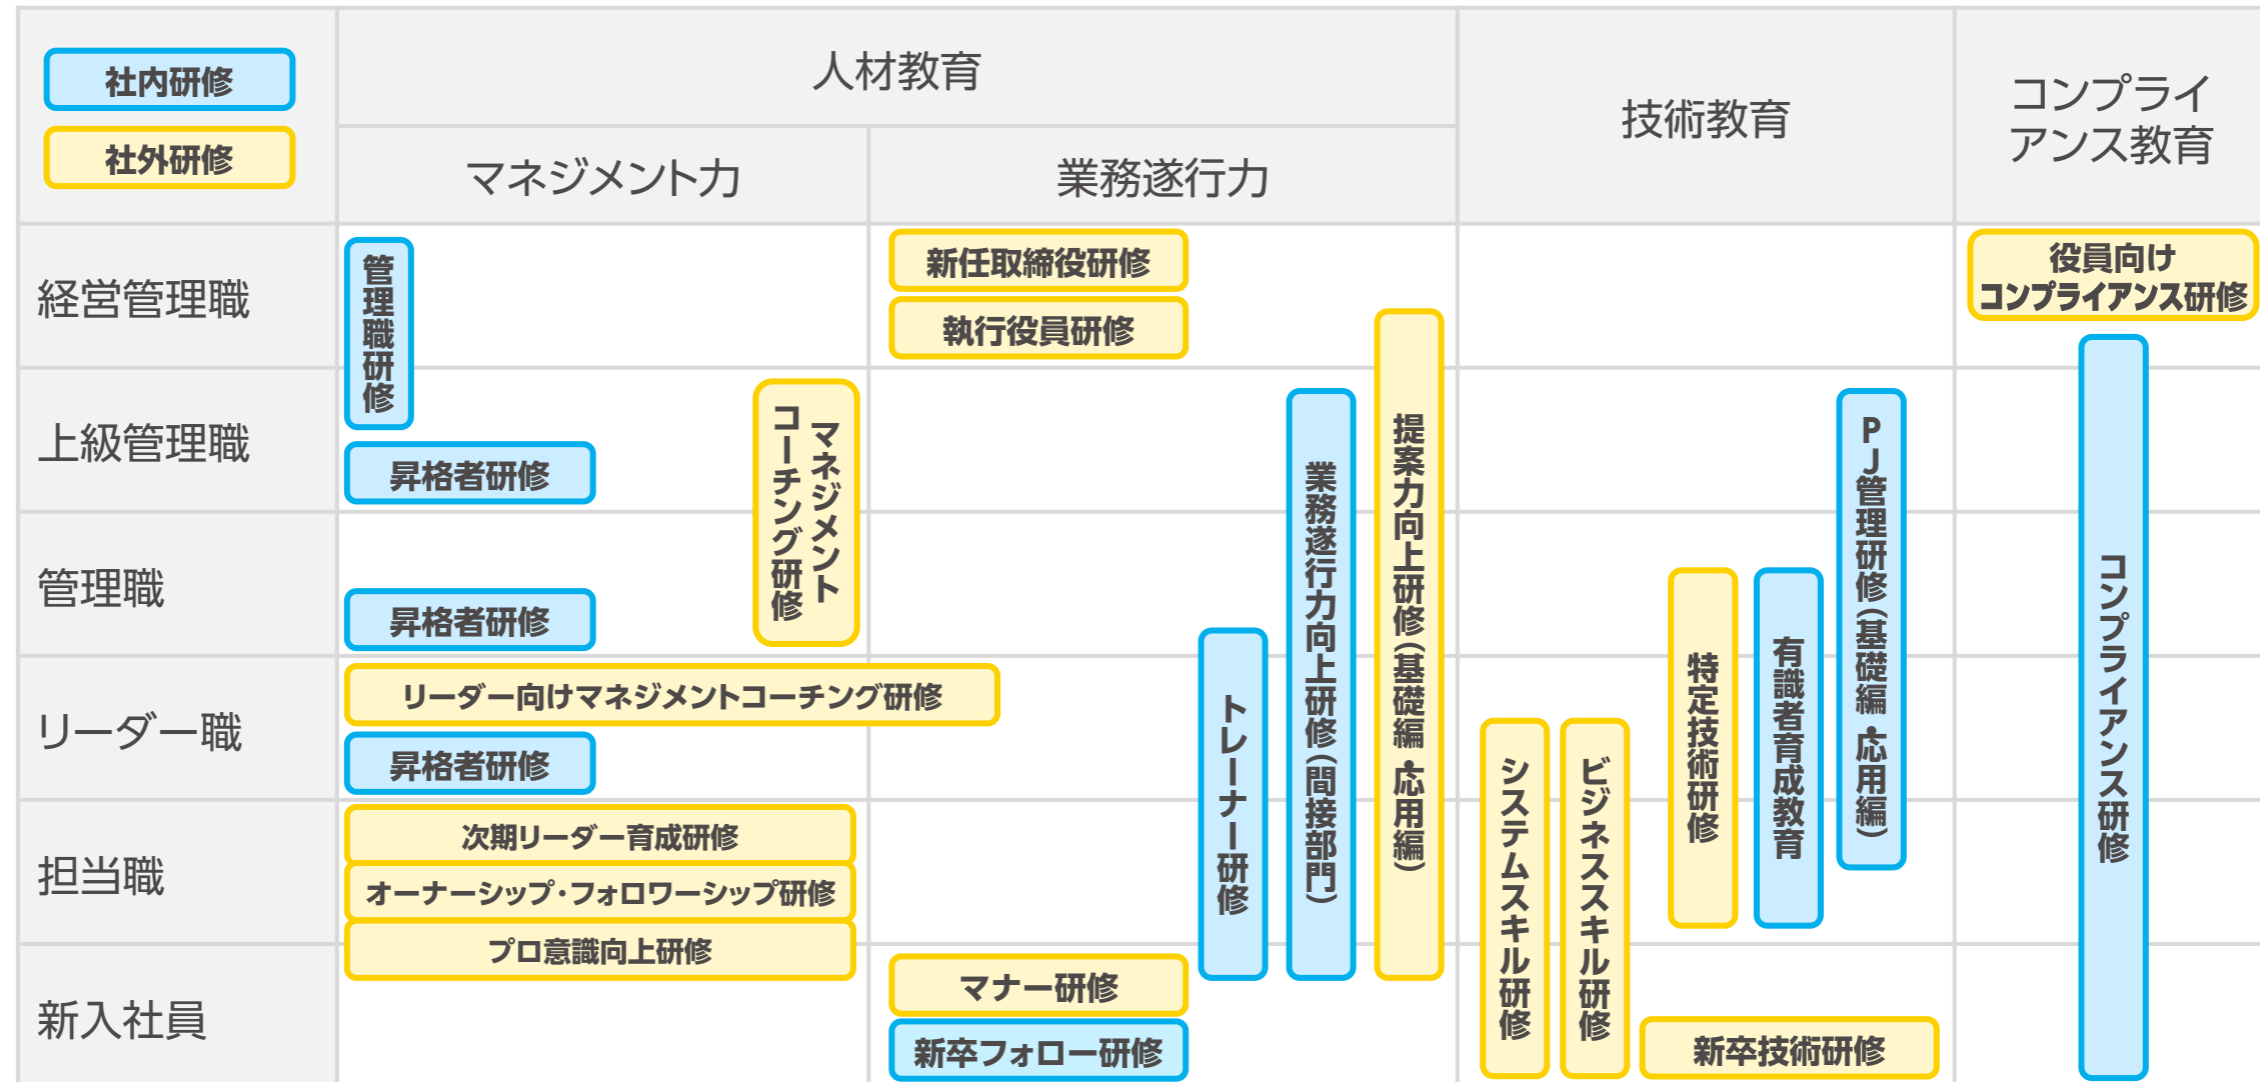 社内研修
社外研修
人材教育
マネジメント力
業務遂行力
技術教育
コンプライ
アンス教育
経営管理職
管理職研修
新任取締役研修
執行役員研修
役員向け
コンプライアンス研修
上級管理職
昇格者研修
マネジメント
コーチング研修
業務遂行力向上研修(間接部門)
提案力向上研修(基礎編・応用編)
PJ管理研修(基礎編・応用編)
コンプライアンス研修
管理職
昇格者研修
トレーナー研修
特定技術研修
有識者育成教育
リーダー職
リーダー向けマネジメントコーチング研修
昇格者研修
システムスキル研修
ビジネススキル研修
担当職
次期リーダー育成研修
オーナーシップ・フォロワーシップ研修
プロ意識向上研修
新入社員
マナー研修
新卒フォロー研修
新卒技術研修